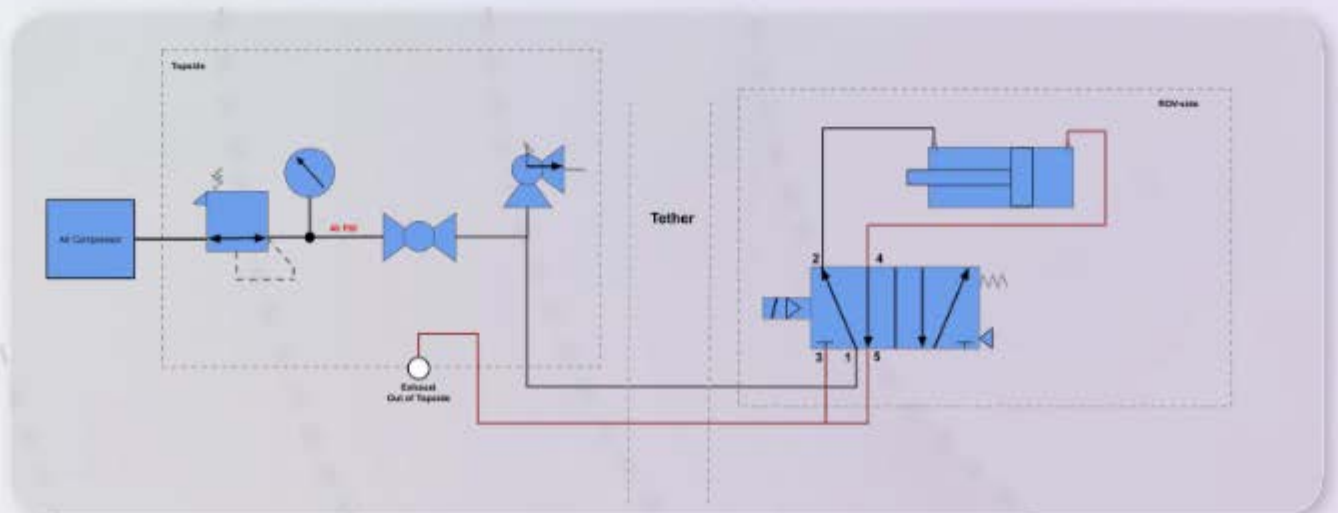 Topside
ROV-side
Air Compressor
40 PSI
Tether
2
4
3
1
5
Exhaust
Out of Topside